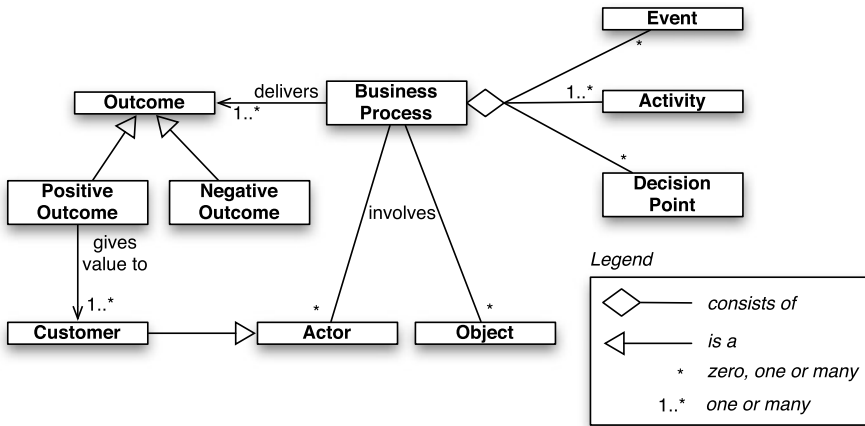 Event
*
delivers
Business
Process
1..*
Activity
Outcome
1..*
*
Positive
Outcome
Negative
Outcome
Decision
Point
involves
gives
value to
Legend
1..*
*
*
consists of
Customer
Actor
Object
is a
* zero, one or many
1..* one or many